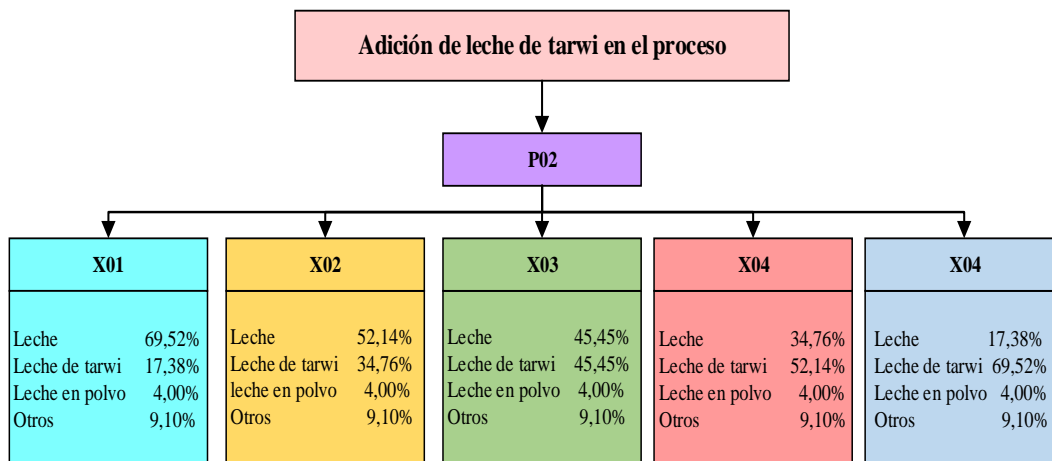 Adición de leche de tarwi en el proceso
P02
X01
Leche 69,52%
Leche de tarwi 17,38%
Leche en polvo 4,00%
Otros 9,10%
X02
Leche 52,14%
Leche de tarwi 34,76%
leche en polvo 4,00%
Otros 9,10%
X03
Leche 45,45%
Leche de tarwi 45,45%
Leche en polvo 4,00%
Otros 9,10%
X04
Leche 34,76%
Leche de tarwi 52,14%
Leche en polvo 4,00%
Otros 9,10%
X04
Leche 17,38%
Leche de tarwi 69,52%
Leche en polvo 4,00%
Otros 9,10%